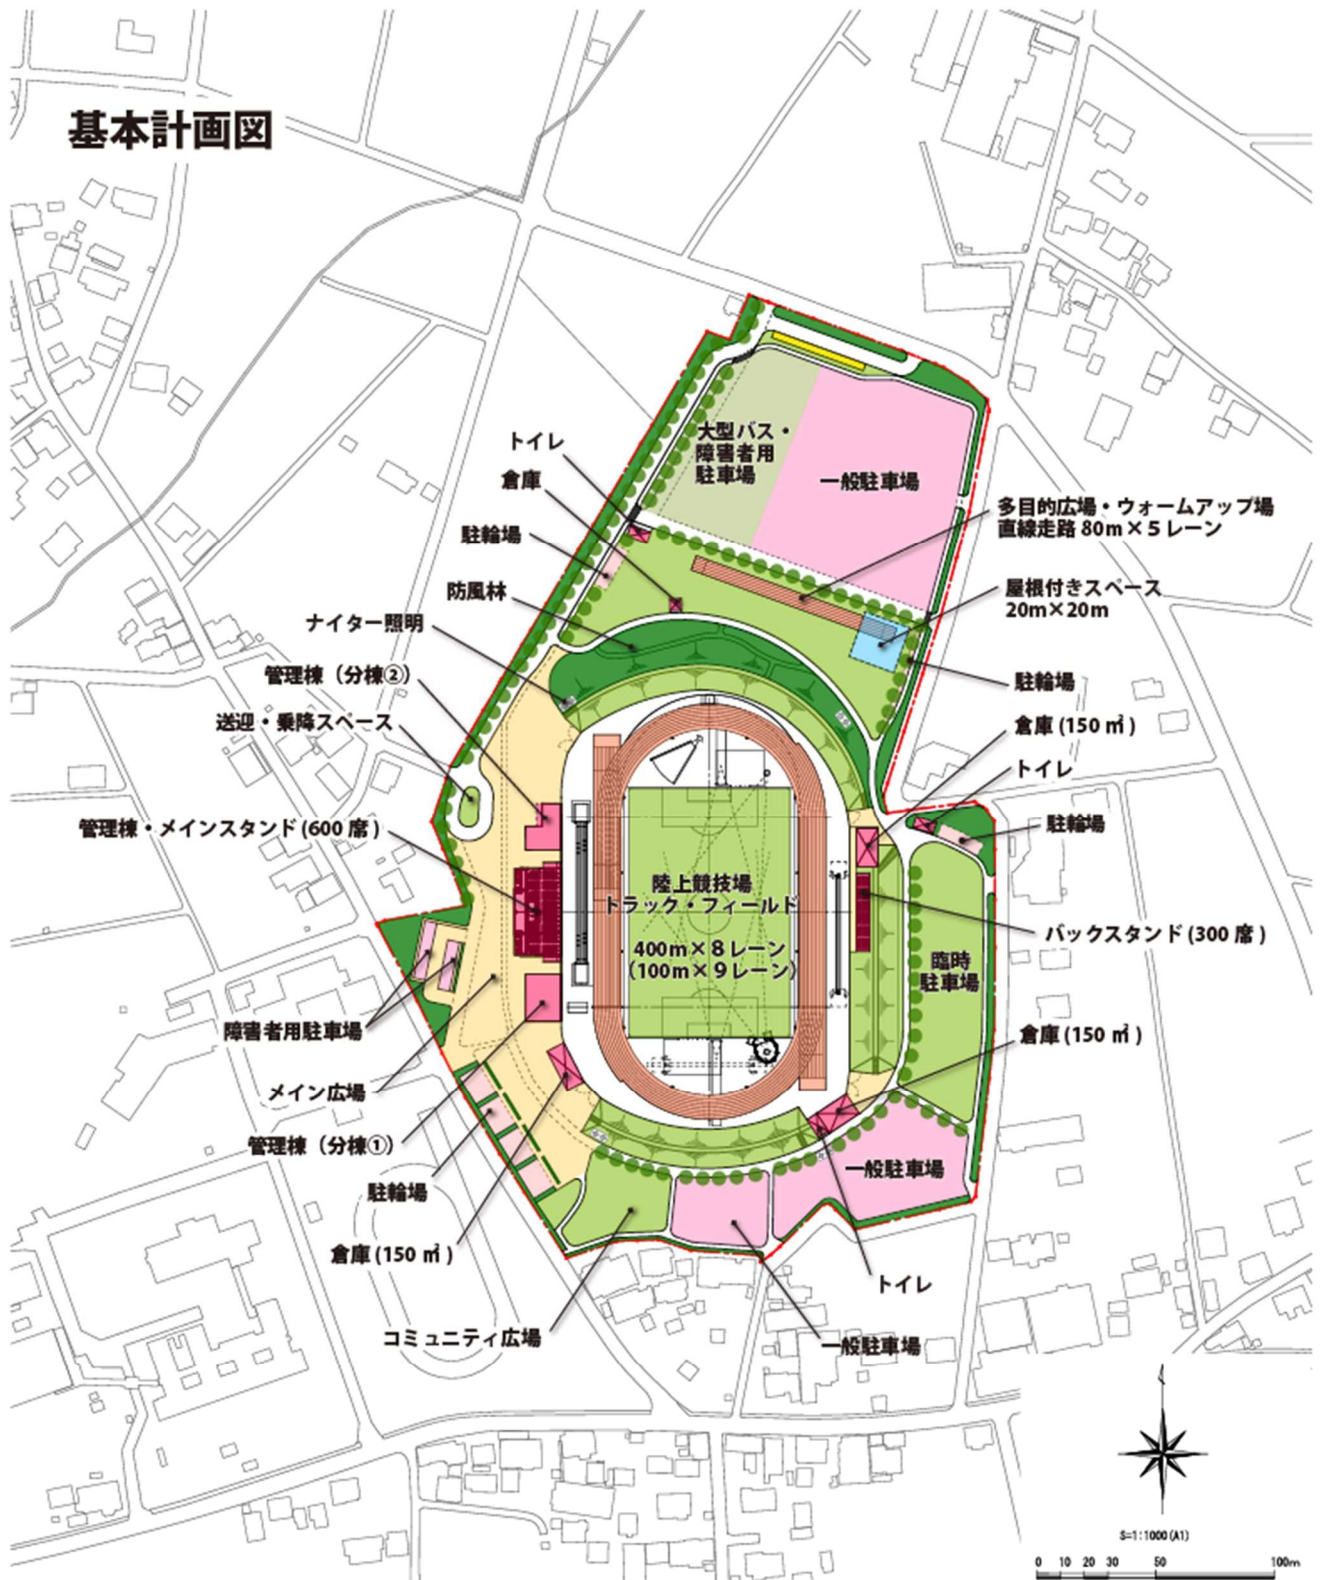 基本計画図
大型バス・
障害者用
駐車場
一般駐車場
トイレ
倉庫
駐輪場
防風林
ナイター照明
管理棟（分棟②）
送迎・乗降スペース
管理棟・メインスタンド(600 席 )
多目的広場・ウォームアップ場
直線走路 80m×5レーン
屋根付きスペース
20m×20m
駐輪場
倉庫 (150 ㎡ )
トイレ
駐輪場
陸上競技場
トラック・フィールド
400m×8レーン
(100m×9レーン)
バックスタンド (300 席 )
臨時
駐車場
倉庫 (150 ㎡ )
障害者用駐車場
メイン広場
管理棟（分棟①）
駐輪場
倉庫 (150 ㎡ )
コミュニティ広場
一般駐車場
トイレ
一般駐車場
S=1:1000(A1)
0 10 20 30 50 100m